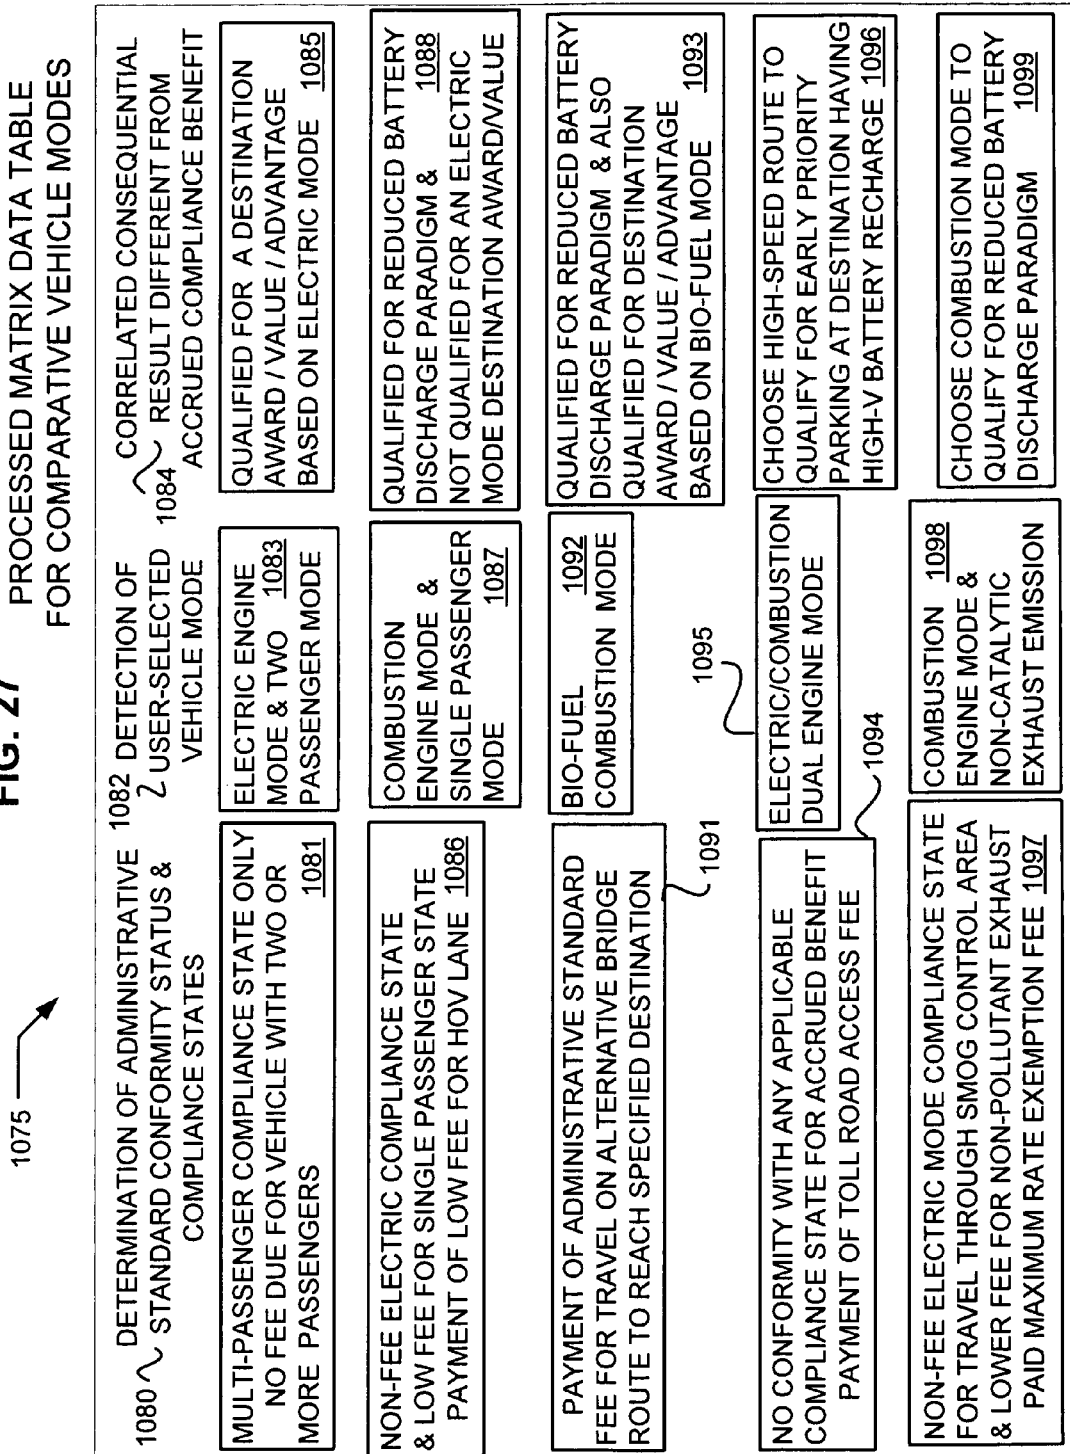 FIG. 27
PROCESSED MATRIX DATA TABLE
FOR COMPARATIVE VEHICLE MODES
1075
1080
DETERMINATION OF ADMINISTRATIVE
STANDARD CONFORMITY STATUS &
COMPLIANCE STATES
1082
DETECTION OF
USER-SELECTED
VEHICLE MODE
1084
CORRELATED CONSEQUENTIAL
RESULT DIFFERENT FROM
ACCRUED COMPLIANCE BENEFIT
MULTI-PASSENGER COMPLIANCE STATE ONLY
NO FEE DUE FOR VEHICLE WITH TWO OR
MORE PASSENGERS 1081
ELECTRIC ENGINE
MODE & TWO 1083
PASSENGER MODE
QUALIFIED FOR A DESTINATION
AWARD / VALUE / ADVANTAGE
BASED ON ELECTRIC MODE 1085
NON-FEE ELECTRIC COMPLIANCE STATE
& LOW FEE FOR SINGLE PASSENGER STATE
PAYMENT OF LOW FEE FOR HOV LANE 1086
COMBUSTION
ENGINE MODE &
SINGLE PASSENGER
MODE 1087
QUALIFIED FOR REDUCED BATTERY
DISCHARGE PARADIGM & 1088
NOT QUALIFIED FOR AN ELECTRIC
MODE DESTINATION AWARD/VALUE
PAYMENT OF ADMINISTRATIVE STANDARD
FEE FOR TRAVEL ON ALTERNATIVE BRIDGE
ROUTE TO REACH SPECIFIED DESTINATION
1091
BIO-FUEL 1092
COMBUSTION MODE
QUALIFIED FOR REDUCED BATTERY
DISCHARGE PARADIGM & ALSO
QUALIFIED FOR DESTINATION
AWARD / VALUE / ADVANTAGE 1093
BASED ON BIO-FUEL MODE
NO CONFORMITY WITH ANY APPLICABLE
COMPLIANCE STATE FOR ACCRUED BENEFIT
PAYMENT OF TOLL ROAD ACCESS FEE
1094
1095
ELECTRIC/COMBUSTION
DUAL ENGINE MODE
CHOOSE HIGH-SPEED ROUTE TO
QUALIFY FOR EARLY PRIORITY
PARKING AT DESTINATION HAVING
HIGH-V BATTERY RECHARGE 1096
NON-FEE ELECTRIC MODE COMPLIANCE STATE
FOR TRAVEL THROUGH SMOG CONTROL AREA
& LOWER FEE FOR NON-POLLUTANT EXHAUST
PAID MAXIMUM RATE EXEMPTION FEE 1097
COMBUSTION 1098
ENGINE MODE &
NON-CATALYTIC
EXHAUST EMISSION
CHOOSE COMBUSTION MODE TO
QUALIFY FOR REDUCED BATTERY
DISCHARGE PARADIGM 1099